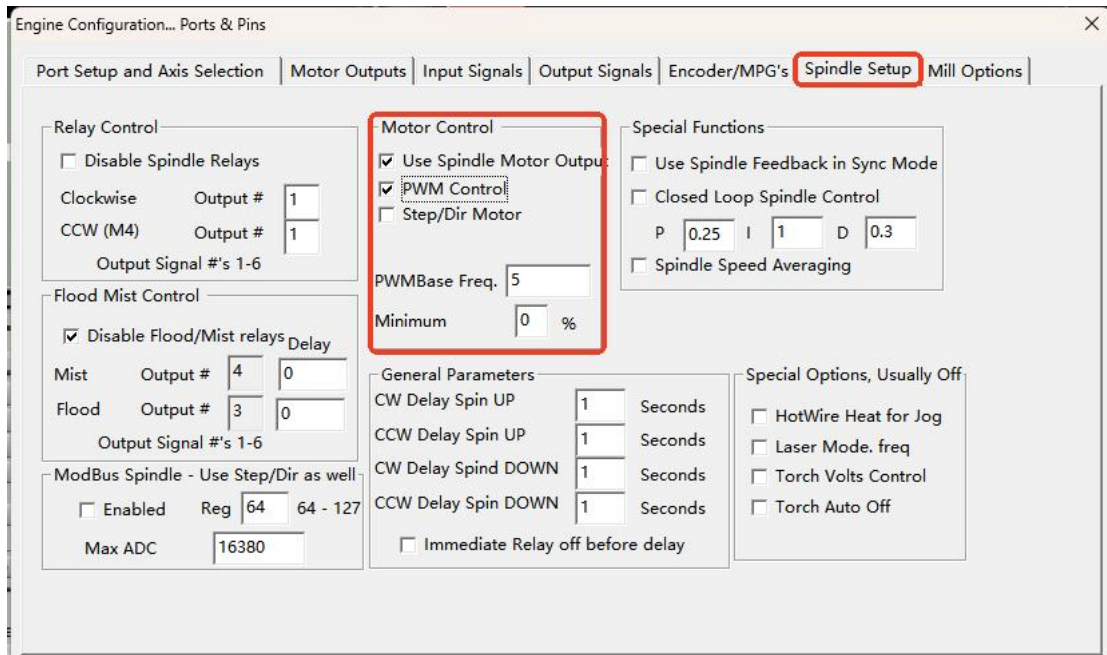 Engine Configuration... Ports & Pins
Port Setup and Axis Selection Motor Outputs Input Signals Output Signals Encoder/MPG's Spindle Setup Mill Options
Relay Control
Disable Spindle Relays
Clockwise Output # 1
CCW (M4) Output # 1
Output Signal #'s 1-6
Flood Mist Control
Disable Flood/Mist relays Delay
Mist Output # 4 0
Flood Output # 3 0
Output Signal #'s 1-6
ModBus Spindle - Use Step/Dir as well
Enabled Reg 64 64 - 127
Max ADC 16380
Motor Control
Use Spindle Motor Output
PWM Control
Step/Dir Motor
PWMBase Freq. 5
Minimum 0 %
General Parameters
CW Delay Spin UP 1 Seconds
CCW Delay Spin UP 1 Seconds
CW Delay Spind DOWN 1 Seconds
CCW Delay Spin DOWN 1 Seconds
Immediate Relay off before delay
Special Functions
Use Spindle Feedback in Sync Mode
Closed Loop Spindle Control
P 0.25 I 1 D 0.3
Spindle Speed Averaging
Special Options, Usually Off
HotWire Heat for Jog
Laser Mode. freq
Torch Volts Control
Torch Auto Off